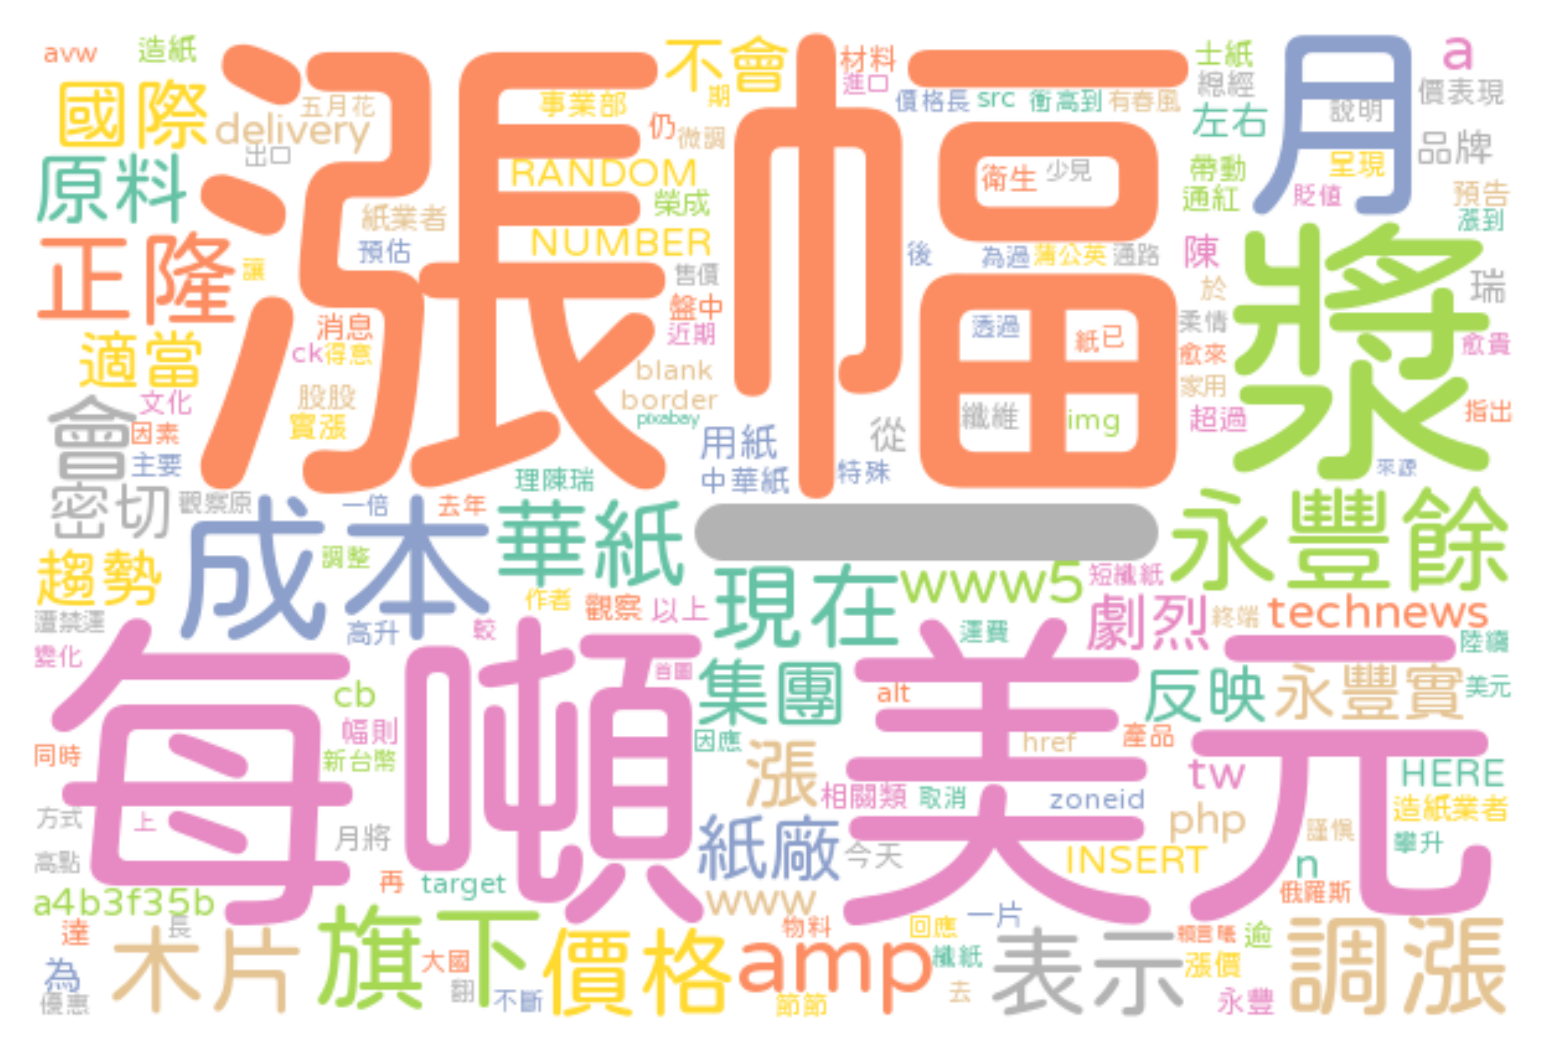 avw
造紙
漲幅
不會
材料
士紙
月
a
國際
五月花
事業部
期
進口
價格長
src
衝高到
有春風
總經
說明
價表現
delivery
出口
仍
微調
左右
品牌
原料
RANDOM
衛生
少見
帶動
呈現
紙業者
榮成
通紅
貶值
預告
漲到
正隆
讓
預估
NUMBER
售價
後
為過
蒲公英
通路
陳
漿
消息
盤中
於
瑞
適當
ck
得意
近期
透過
紙
已
柔情
愈來
愈貴
會
文化
股股
blank
家用
因素
實漲
border
pixabay
用紙
從
纖維
img
超過
指出
主要
中華紙
特殊
來源
密切
觀察原
一倍
去年
理陳瑞
成本
華紙
一
永豐餘
趨勢
調整
現在
www5
短纖紙
遭禁運
高升
作者
觀察
以上
運費
劇烈
終端
technews
變化
較
陸續
每噸美元
首圖
集團
cb
alt
反映
永豐實
美元
幅則
因應
href
產品
同時
新台幣
漲
tw
HERE
相關類
取消
zoneid
方式
上
月將
紙廠
php
謹慎
造紙業者
高點
今天
INSERT
n
攀升
再
target
俄羅斯
a4b3f35b
www
達
長
木片
旗下
價格
物料
amp
回應
一片
表示
逾
調漲
為
大國
纖紙
漲價
優惠
翻
不斷
節節
去
永豐